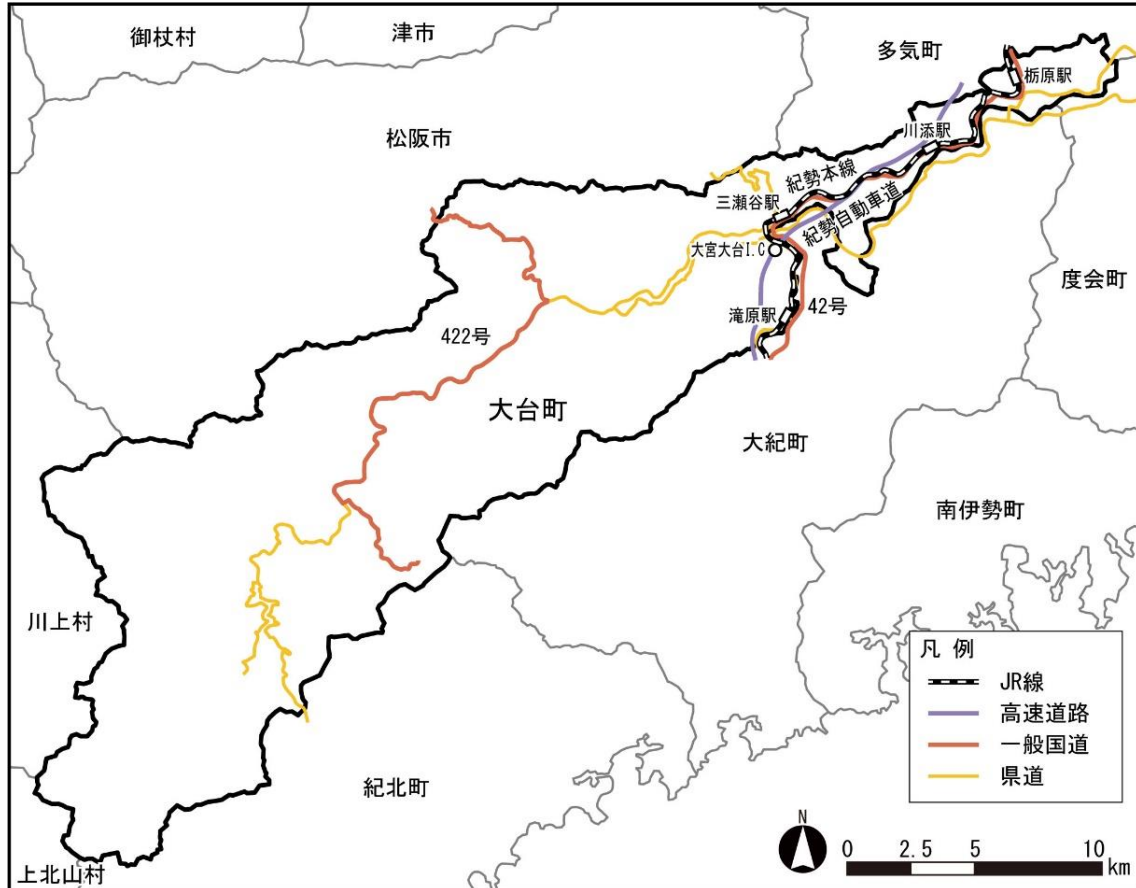 御杖村
津市
多気町
栃原駅
松阪市
川添駅
紀勢本線
三瀬谷駅
紀勢自動車道
大宮大台I.C
度会町
滝原駅
42号
422号
大台町
大紀町
南伊勢町
川上村
凡 例
JR線
高速道路
一般国道
県道
紀北町
N
0 2.5 5 10
km
上北山村